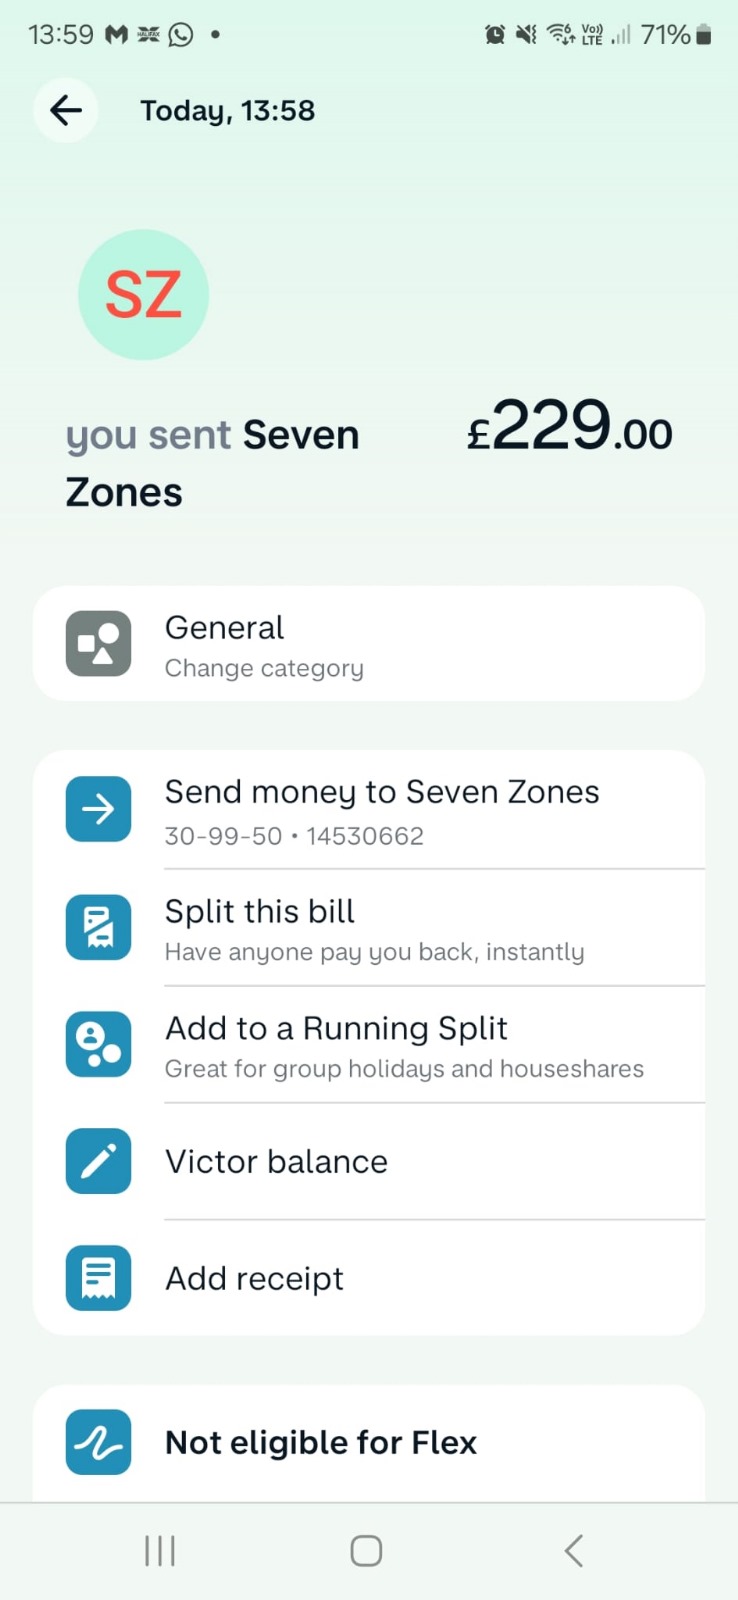 13:59
HALIFAX
Vo))
LTE
6
71%
Today, 13:58
SZ
you sent Seven
Zones
£229.00
General
Change category
Send money to Seven Zones
30-99-50 • 14530662
Split this bill
Have anyone pay you back, instantly
Add to a Running Split
Great for group holidays and houseshares
Victor balance
Add receipt
Not eligible for Flex